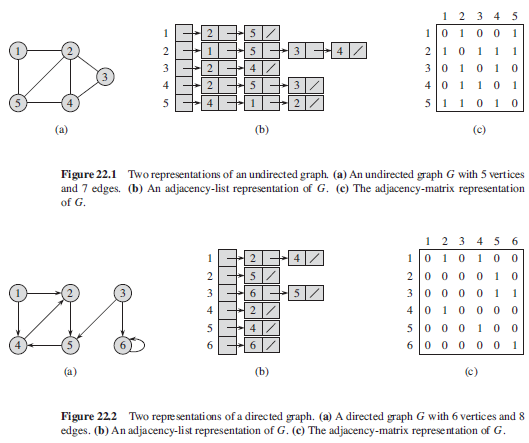 1 2
3
5 4
(a)
1 2 5 /
2 1 5 3 4 /
3 2 4 /
4 2 5 3 /
5 4 1 2 /
(b)
1 2 3 4 5
1 0 1 0 0 1
2 1 0 1 1 1
3 0 1 0 1 0
4 0 1 1 0 1
5 1 1 0 1 0
(c)
Figure 22.1 Two representations of an undirected graph. (a) An undirected graph G with 5 vertices
and 7 edges. (b) An adjacency-list representation of G. (c) The adjacency-matrix representation
of G.
1 2 3
4 5 6
(a)
1 2 4 /
2 5 /
3 6 5 /
4 2 /
5 4 /
6 6 /
(b)
1 2 3 4 5 6
1 0 1 0 1 0 0
2 0 0 0 0 1 0
3 0 0 0 0 1 1
4 0 1 0 0 0 0
5 0 0 0 1 0 0
6 0 0 0 0 0 1
(c)
Figure 22.2 Two representations of a directed graph. (a) A directed graph G with 6 vertices and 8
edges. (b) An adjacency-list representation of G. (c) The adjacency-matrix representation of G.